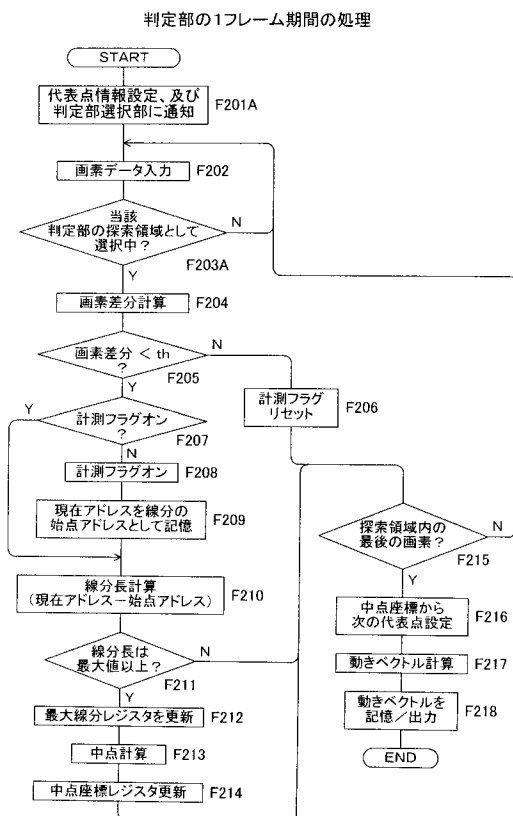 判定部の1フレーム期間の処理
START
代表点情報設定、及び
判定部選択部に通知
F201A
画素データ入力
F202
当該
判定部の探索領域として
選択中?
N
F203A
Y
画素差分計算
F204
画素差分 < th
?
N
F205
Y
計測フラグ
リセット
F206
Y
計測フラグオン
?
F207
N
計測フラグオン
F208
現在アドレスを線分の
始点アドレスとして記憶
F209
線分長計算
(現在アドレス−始点アドレス)
F210
線分長は
最大値以上?
N
F211
Y
最大線分レジスタを更新
F212
中点計算
F213
中点座標レジスタ更新
F214
探索領域内の
最後の画素?
N
F215
Y
中点座標から
次の代表点設定
F216
動きベクトル計算
F217
動きベクトルを
記憶/出力
F218
END